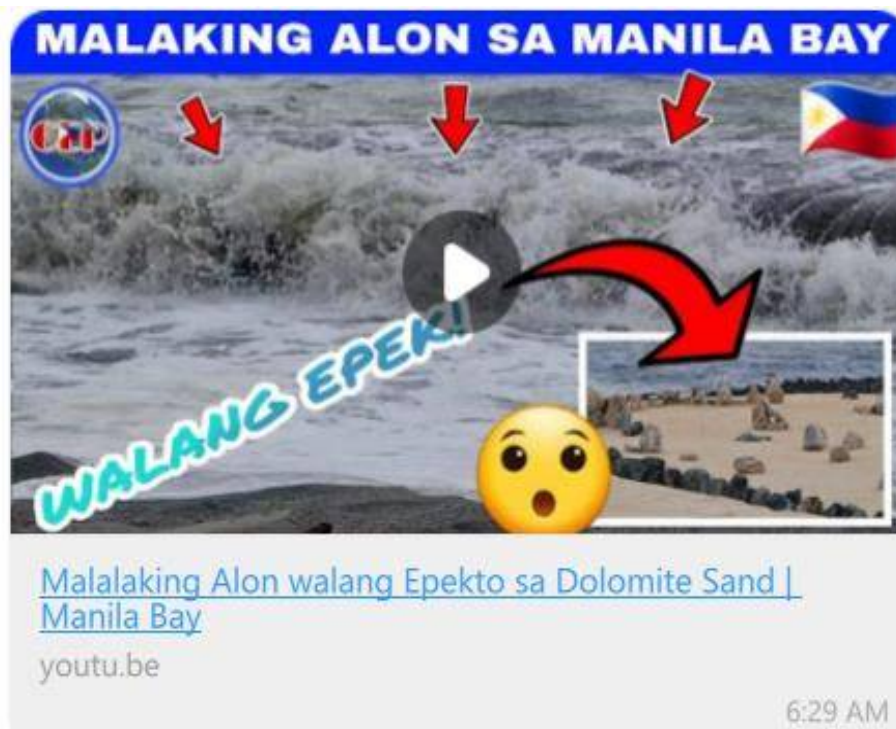 MALAKING ALON SA MANILA BAY
WALANG EPEK!
Malalaking Alon walang Epekto sa Dolomite Sand |
Manila Bay
youtu.be
6:29 AM